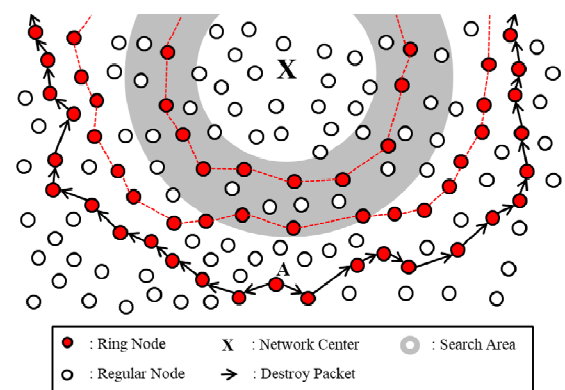 X
A
: Ring Node X : Network Center : Search Area
: Regular Node : Destroy Packet